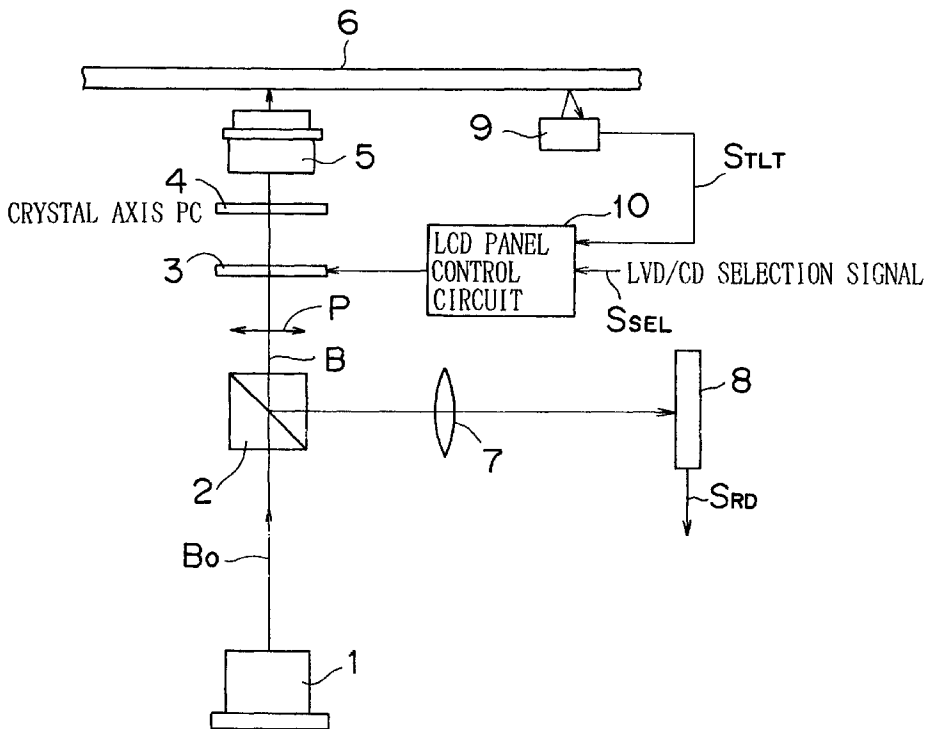 6
9
5
STLT
4
CRYSTAL AXIS PC
10
3
LCD PANEL
CONTROL
CIRCUIT
LVD/CD SELECTION SIGNAL
SSEL
P
B
8
2
7
SRD
Bo
1